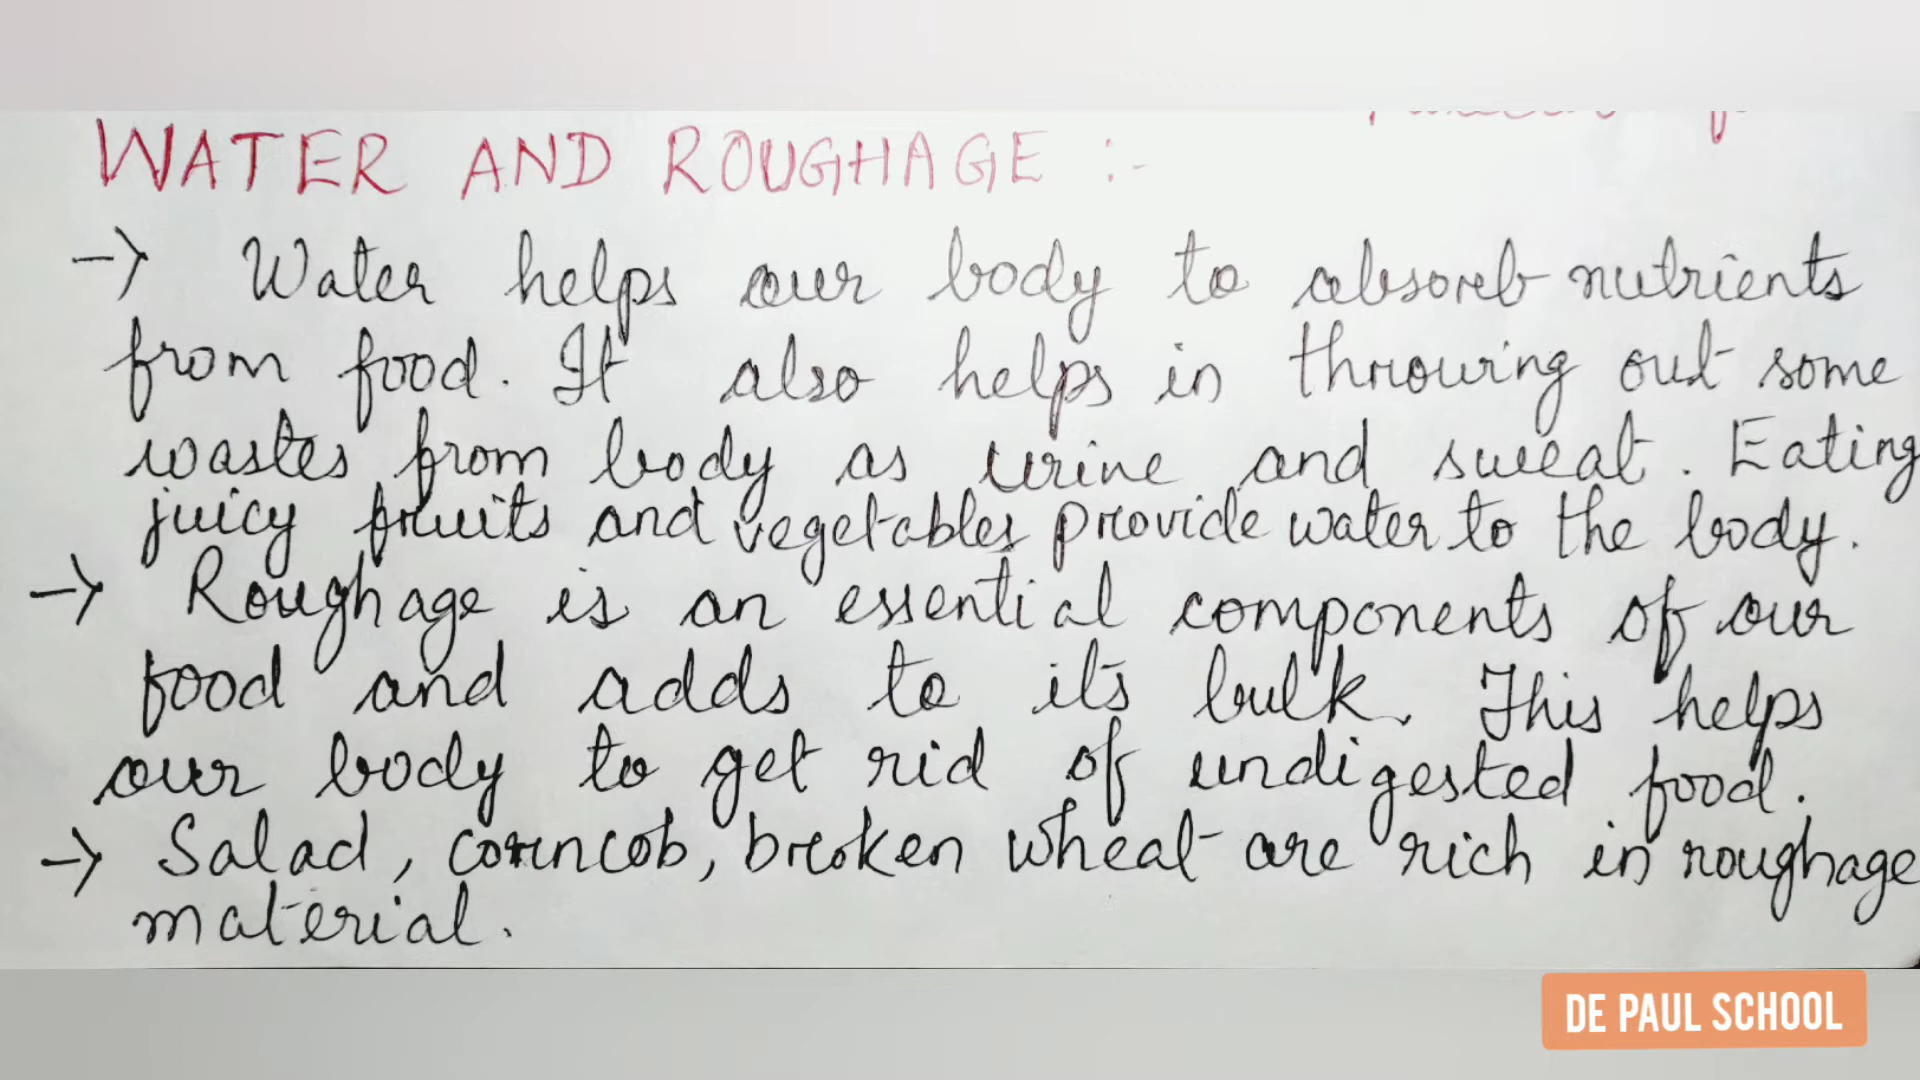 WATER AND ROUGHAGE :-
→ Water helps our body to absorb nutrients
from food. It also helps in throwing out some
wastes from body as urine and sweat. Eating
juicy fruits and vegetables provide water to the body.
→ Roughage is an essential components of our
food and adds to its bulk. This helps
our body to get rid of undigested food.
→ Salad, corncob, broken wheat are rich in roughage
material.
DE PAUL SCHOOL